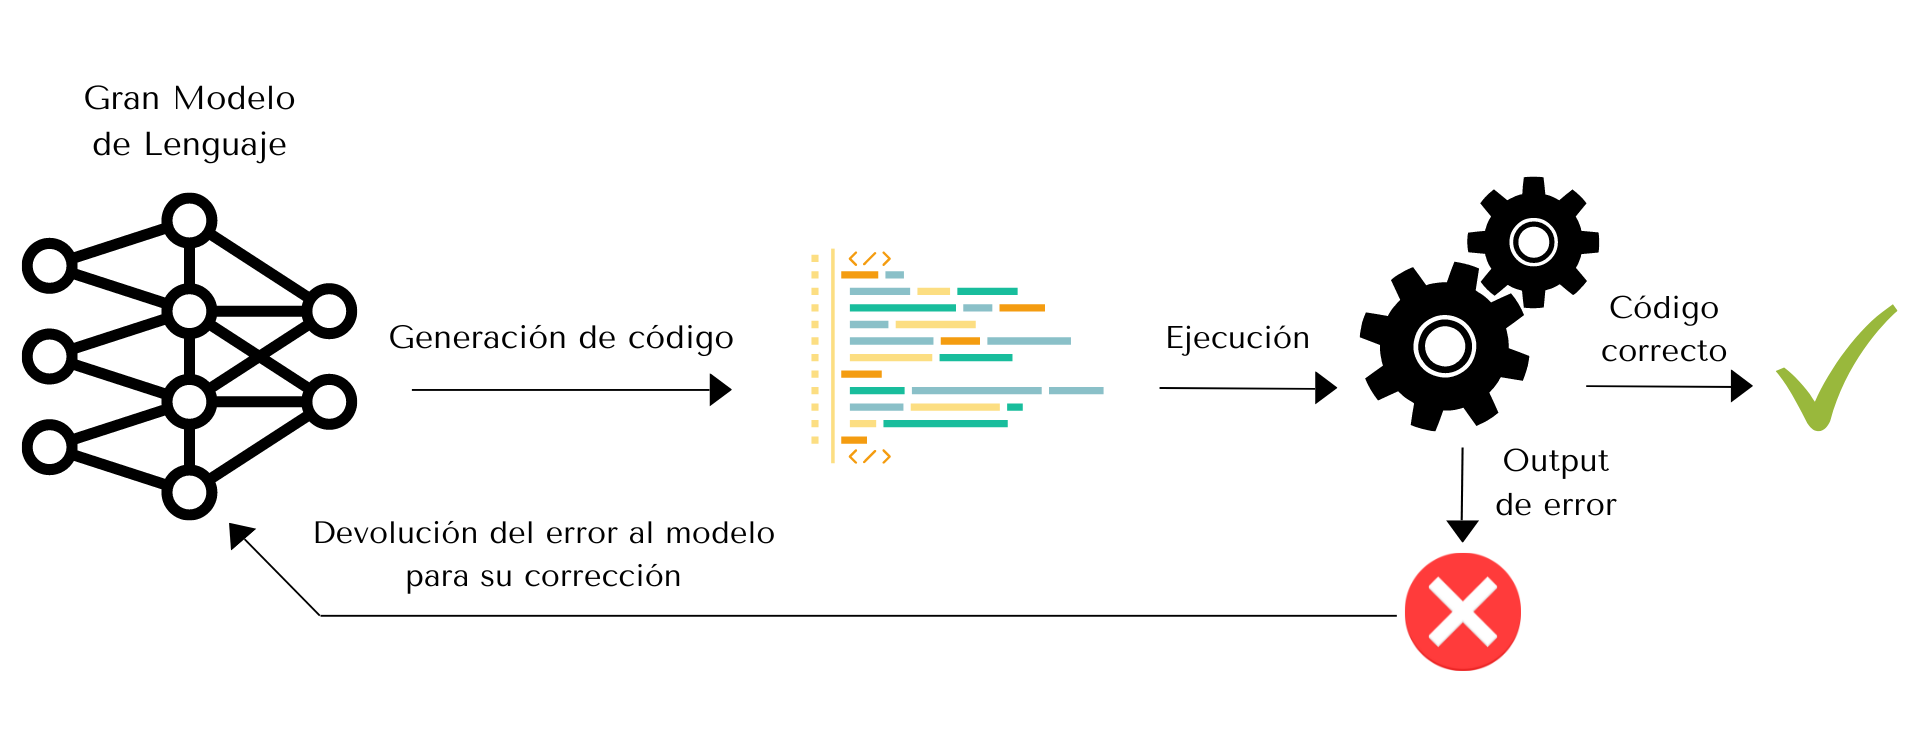 Gran Modelo
de Lenguaje
Generación de código
</>
</>
Ejecución
Código
correcto
Output
de error
Devolución del error al modelo
para su corrección